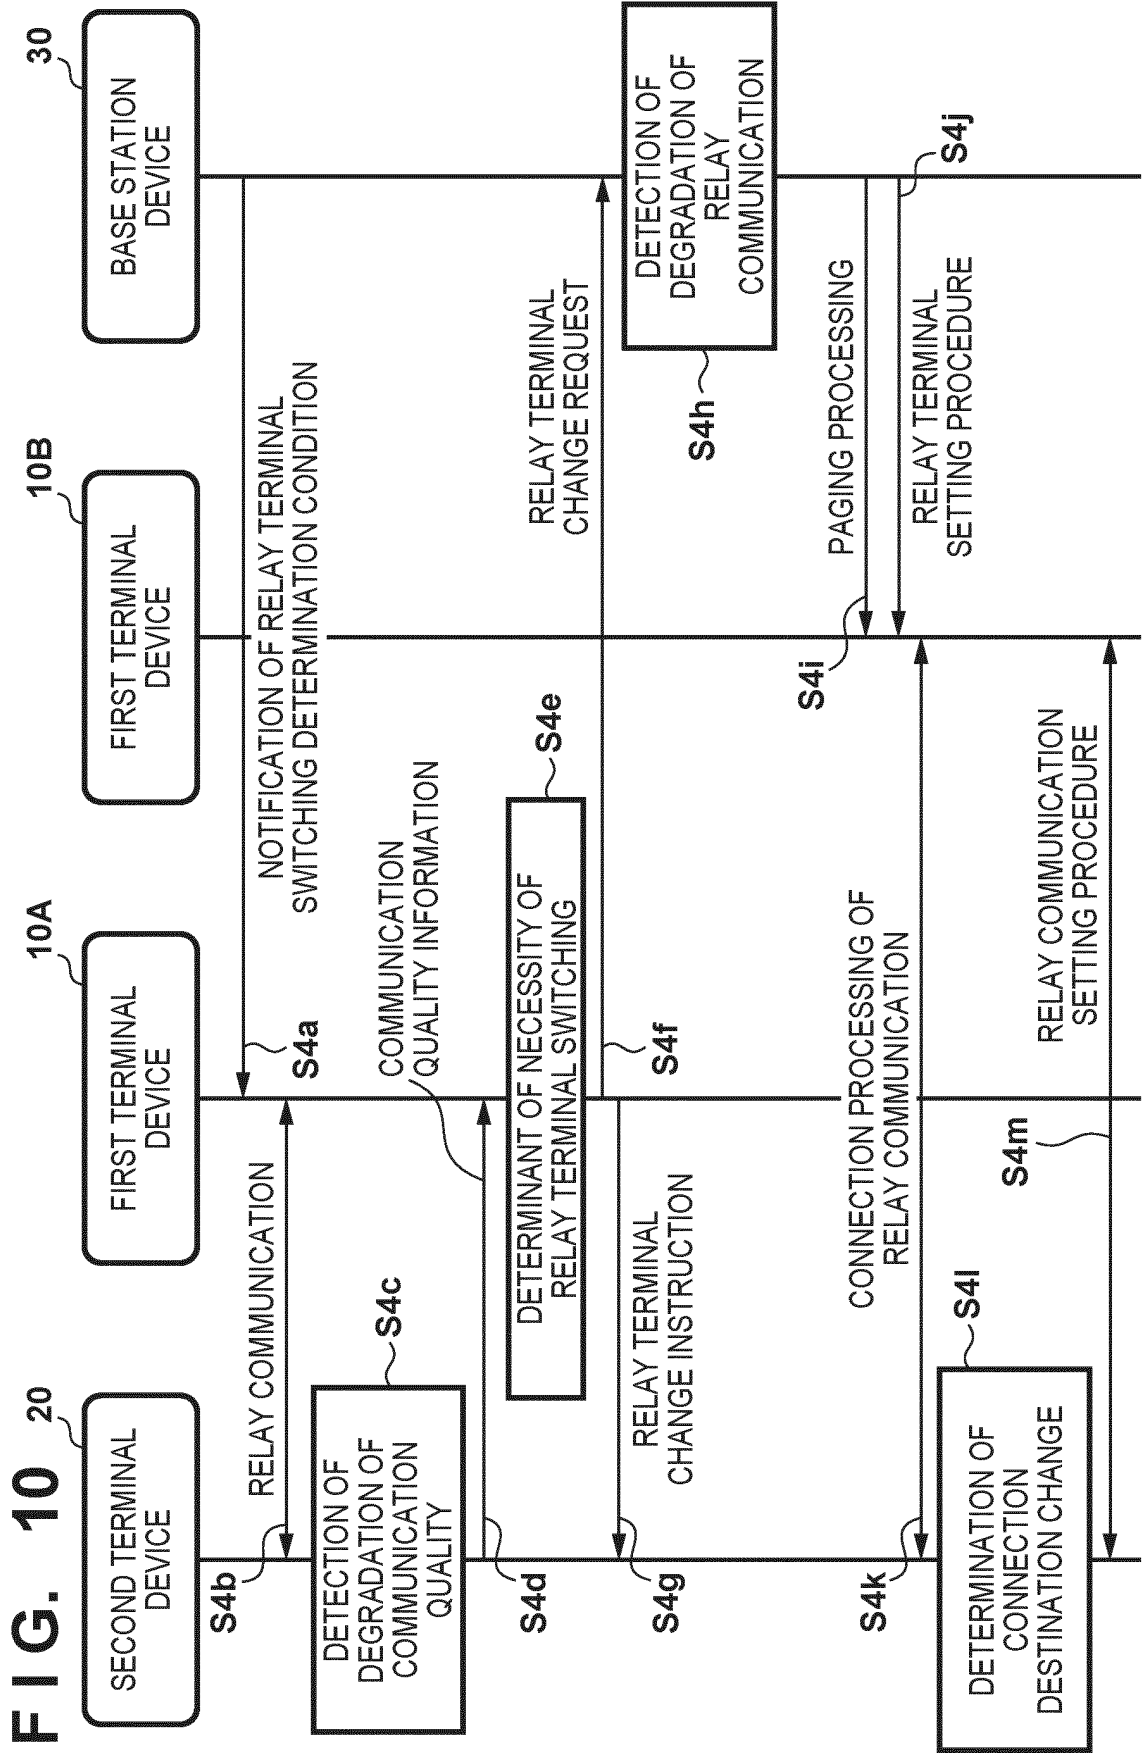 FIG. 10
20
SECOND TERMINAL
DEVICE
10A
FIRST TERMINAL
DEVICE
10B
FIRST TERMINAL
DEVICE
30
BASE STATION
DEVICE
NOTIFICATION OF RELAY TERMINAL
SWITCHING DETERMINATION CONDITION
S4a
RELAY COMMUNICATION
S4b
DETECTION OF
DEGRADATION OF
COMMUNICATION
QUALITY
S4c
COMMUNICATION
QUALITY INFORMATION
S4d
DETERMINANT OF NECESSITY OF
RELAY TERMINAL SWITCHING
S4e
RELAY TERMINAL
CHANGE REQUEST
S4f
RELAY TERMINAL
CHANGE INSTRUCTION
S4g
DETECTION OF
DEGRADATION OF
RELAY
COMMUNICATION
S4h
PAGING PROCESSING
S4i
RELAY TERMINAL
SETTING PROCEDURE
S4j
CONNECTION PROCESSING OF
RELAY COMMUNICATION
S4k
DETERMINATION OF
CONNECTION
DESTINATION CHANGE
S4l
RELAY COMMUNICATION
SETTING PROCEDURE
S4m